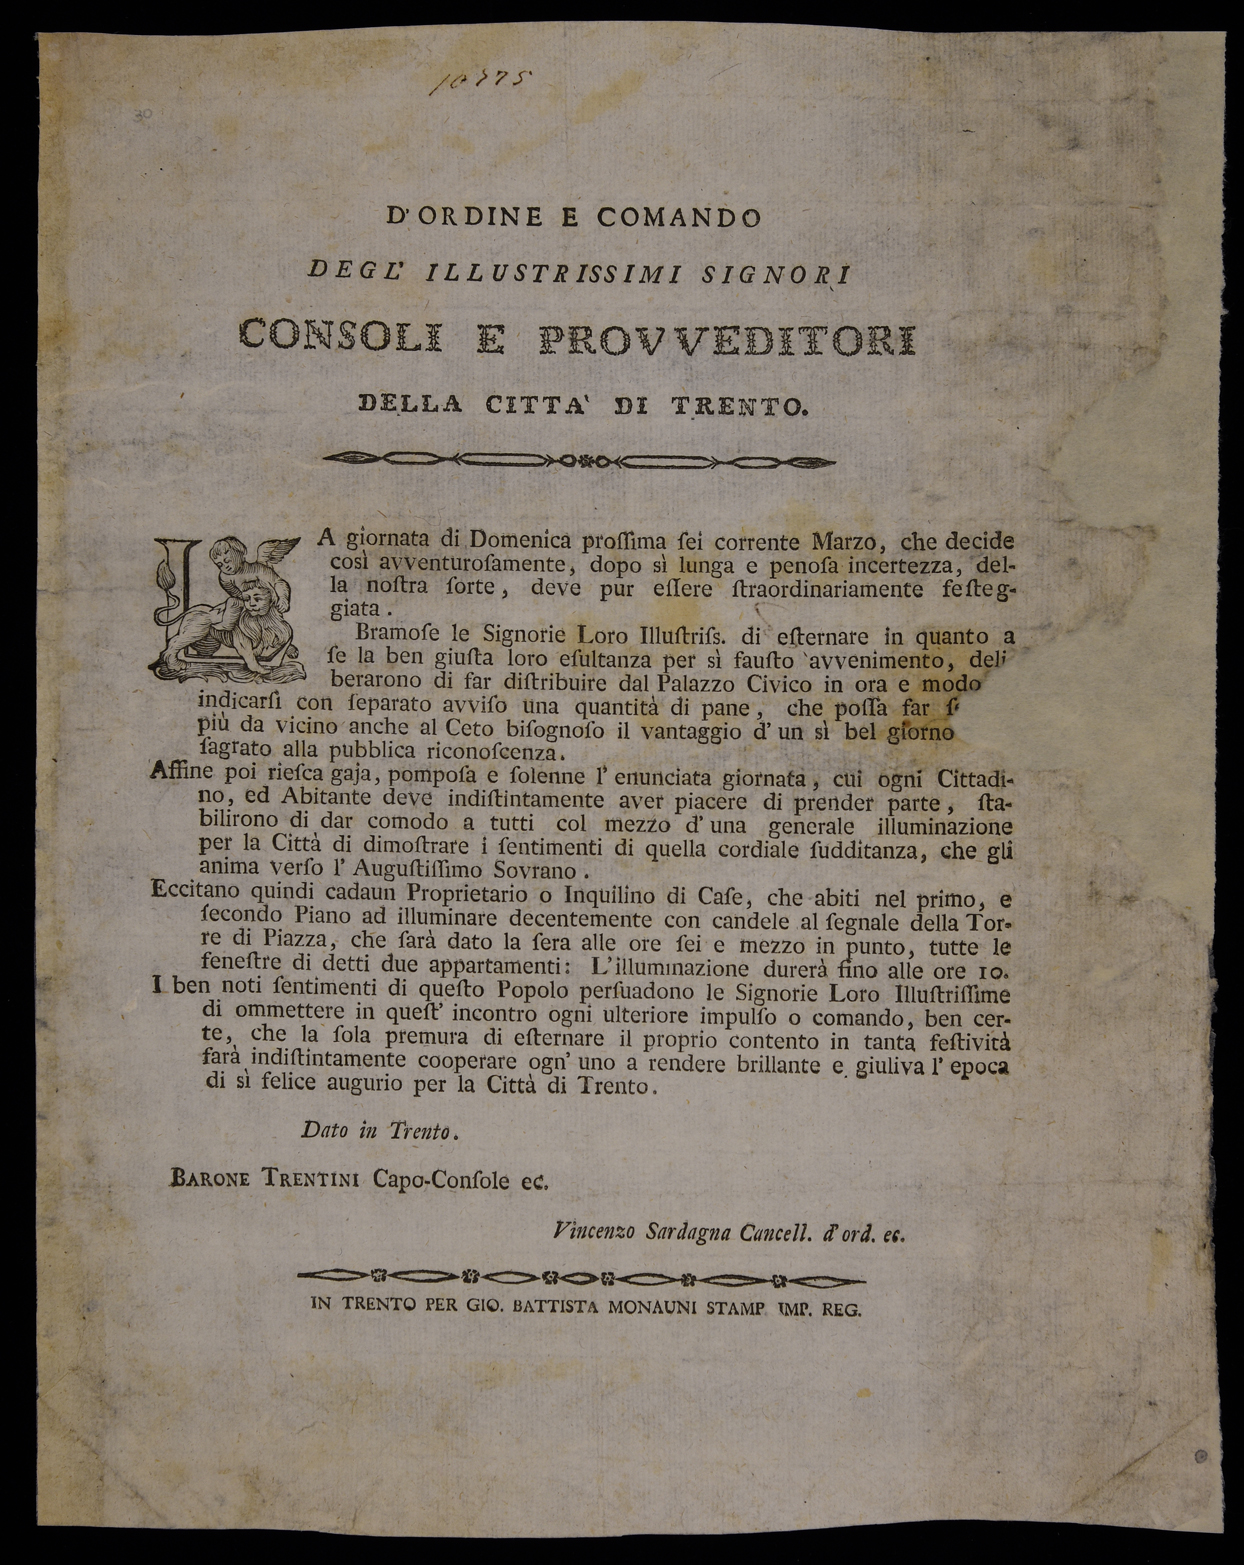 10775
30
D'ORDINE E COMANDO
DEGL' ILLUSTRISSIMI SIGNORI
CONSOLI E PROVVEDITORI
DELLA CITTA' DI TRENTO.
LA giornata di Domenica proſſima ſei corrente Marzo, che decide
così avventuroſamente, dopo sì lunga e penoſa incertezza, del-
la noſtra ſorte, deve pur eſſere ſtraordinariamente feſteg-
giata.
Bramoſe le Signorie Loro Illuſtriſs. di eſternare in quanto a
ſe la ben giuſta loro eſultanza per sì fauſto avvenimento, deli
berarono di far diſtribuire dal Palazzo Civico in ora e modo
indicarſi con ſeparato avviſo una quantità di pane, che poſſa far
più da vicino anche al Ceto biſognoſo il vantaggio d' un sì bel giorno
ſagrato alla pubblica riconoſcenza.
Affine poi rieſca gaja, pompoſa e ſolenne l' enunciata giornata, cui ogni Cittadi-
no, ed Abitante deve indiſtintamente aver piacere di prender parte, ſta-
bilirono di dar comodo a tutti col mezzo d' una generale illuminazione
per la Città di dimoſtrare i ſentimenti di quella cordiale ſudditanza, che gli
anima verſo l' Auguſtiſſimo Sovrano.
Eccitano quindi cadaun Proprietario o Inquilino di Caſe, che abiti nel primo, e
ſecondo Piano ad illuminare decentemente con candele al ſegnale della Tor-
re di Piazza, che ſarà dato la ſera alle ore ſei e mezzo in punto, tutte le
feneſtre di detti due appartamenti: L'illuminazione durerà fino alle ore 10.
I ben noti ſentimenti di queſto Popolo perſuadono le Signorie Loro Illuſtriſſime
di ommettere in queſt' incontro ogni ulteriore impulſo o comando, ben cer-
te, che la ſola premura di eſternare il proprio contento in tanta feſtività
farà indiſtintamente cooperare ogn' uno a rendere brillante e giuliva l' epoca
di sì felice augurio per la Città di Trento.
Dato in Trento.
BARONE TRENTINI Capo-Conſole ec.
Vincenzo Sardagna Cancell. d' ord. ec.
IN TRENTO PER GIO. BATTISTA MONAUNI STAMP. IMP. REG.